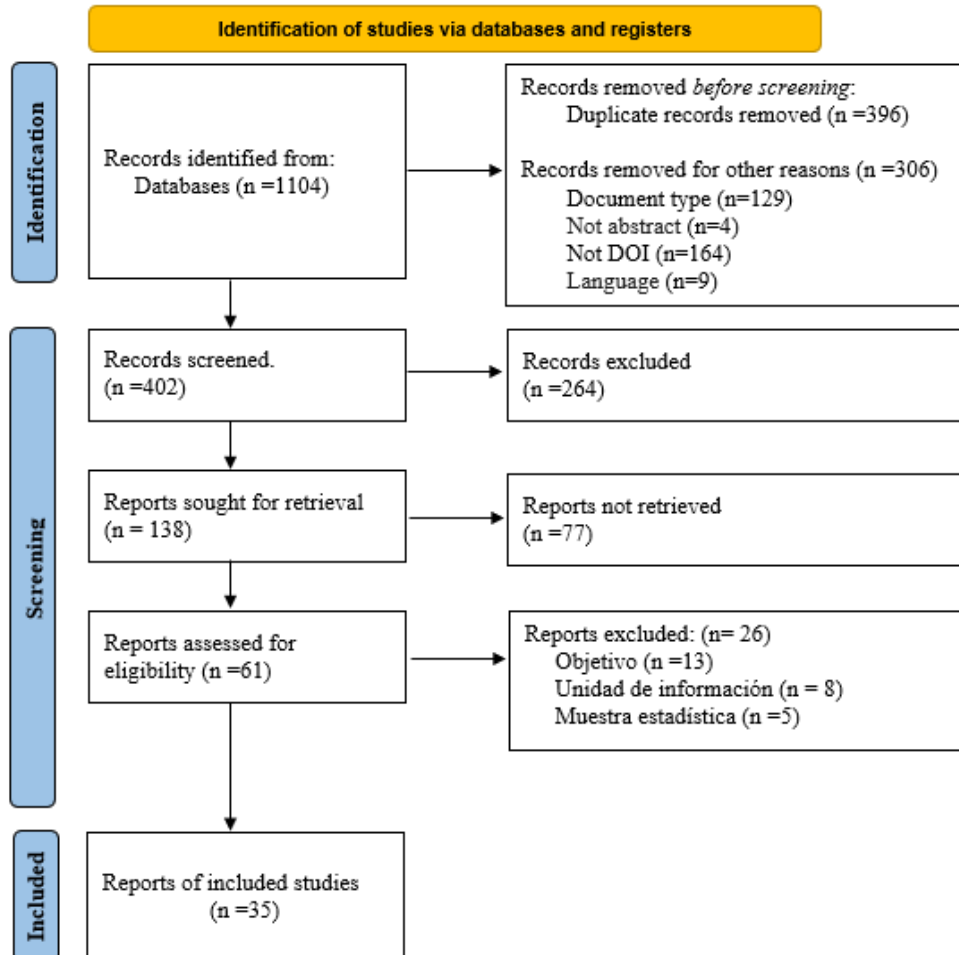 Identification of studies via databases and registers
Identification
Records identified from:
Databases (n =1104)
Records removed before screening:
Duplicate records removed (n =396)
Records removed for other reasons (n =306)
Document type (n=129)
Not abstract (n=4)
Not DOI (n=164)
Language (n=9)
Screening
Records screened.
(n =402)
Records excluded
(n =264)
Reports sought for retrieval
(n = 138)
Reports not retrieved
(n =77)
Reports assessed for
eligibility (n =61)
Reports excluded: (n= 26)
Objetivo (n =13)
Unidad de información (n = 8)
Muestra estadística (n =5)
Included
Reports of included studies
(n =35)